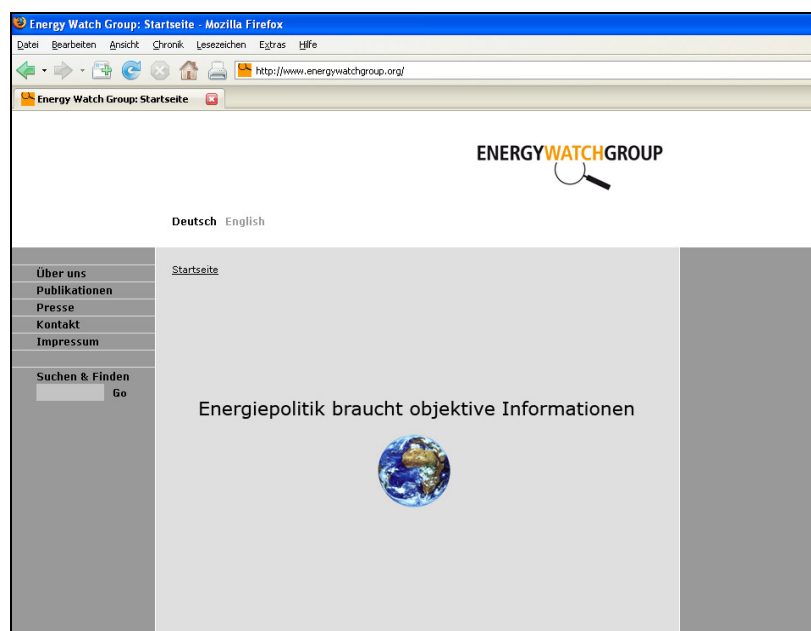 Energy Watch Group: Startseite - Mozilla Firefox
Datei Bearbeiten Ansicht Chronik Lesezeichen Extras Hilfe
http://www.energywatchgroup.org/
Energy Watch Group: Startseite
ENERGYWATCHGROUP
Deutsch English
Startseite
Über uns
Publikationen
Presse
Kontakt
Impressum
Suchen & Finden
Go
Energiepolitik braucht objektive Informationen